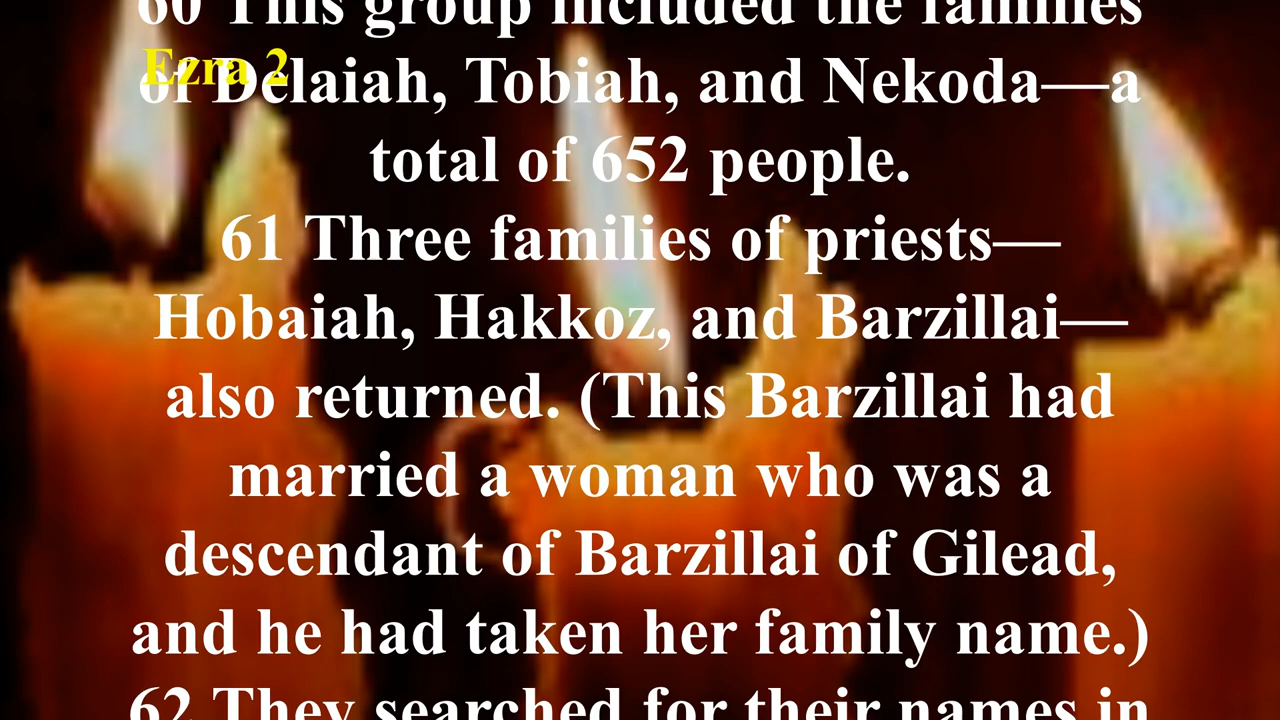 60 This group included the families
Ezra 2
of Delaiah, Tobiah, and Nekoda—a
total of 652 people.
61 Three families of priests—
Hobaiah, Hakkoz, and Barzillai—
also returned. (This Barzillai had
married a woman who was a
descendant of Barzillai of Gilead,
and he had taken her family name.)
62 They searched for their names in